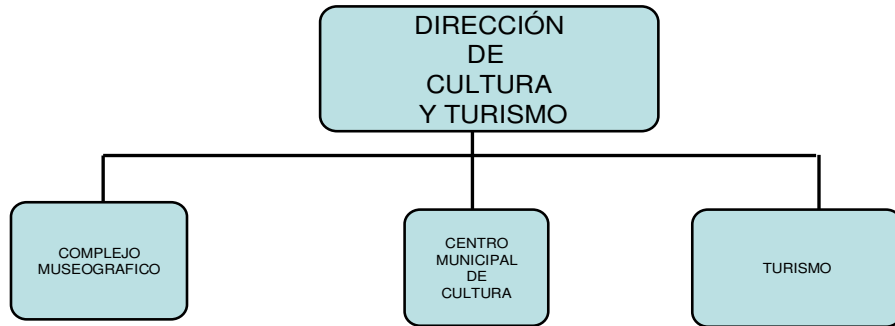 DIRECCIÓN
DE
CULTURA
Y TURISMO
COMPLEJO
MUSEOGRAFICO
CENTRO
MUNICIPAL
DE
CULTURA
TURISMO